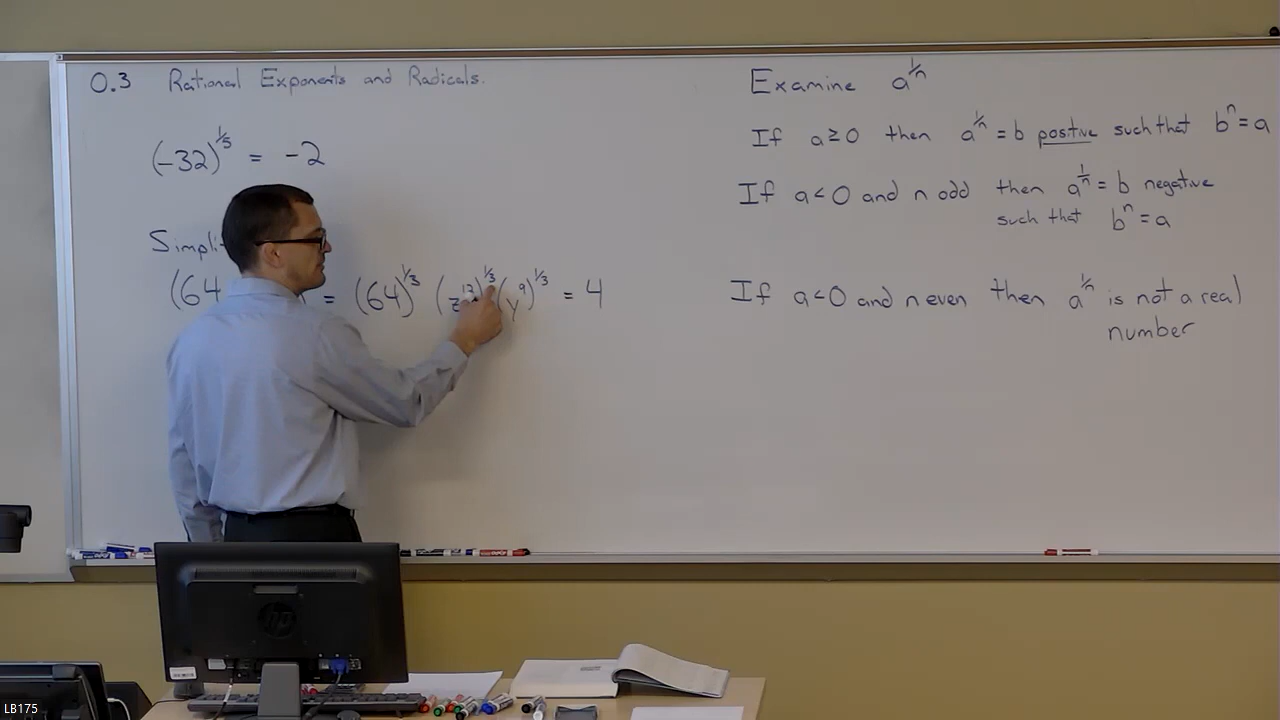 0.3 Rational Exponents and Radicals.
(-32)^{1/5} = -2
Simpli
(64 ) = (64)^{1/3} (z^{12})^{1/3} (y^9)^{1/3} = 4
Examine a^{1/n}
If a ≥ 0 then a^{1/n} = b positive such that b^n = a
If a < 0 and n odd then a^{1/n} = b negative
such that b^n = a
If a < 0 and n even then a^{1/n} is not a real
number
hp
LB175